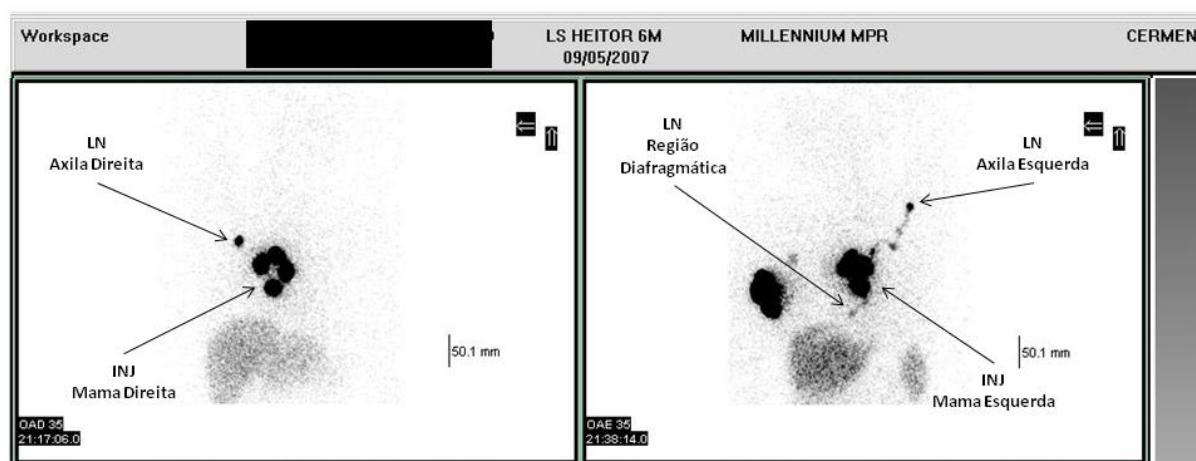 Workspace
LS HEITOR 6M
MILLENNIUM MPR
CERMEN
09/05/2007
LN
Axila Direita
INJ
Mama Direita
50.1 mm
OAD 35
21:17:06.0
LN
Região
Diafragmática
LN
Axila Esquerda
INJ
Mama Esquerda
50.1 mm
OAE 35
21:38:14.0